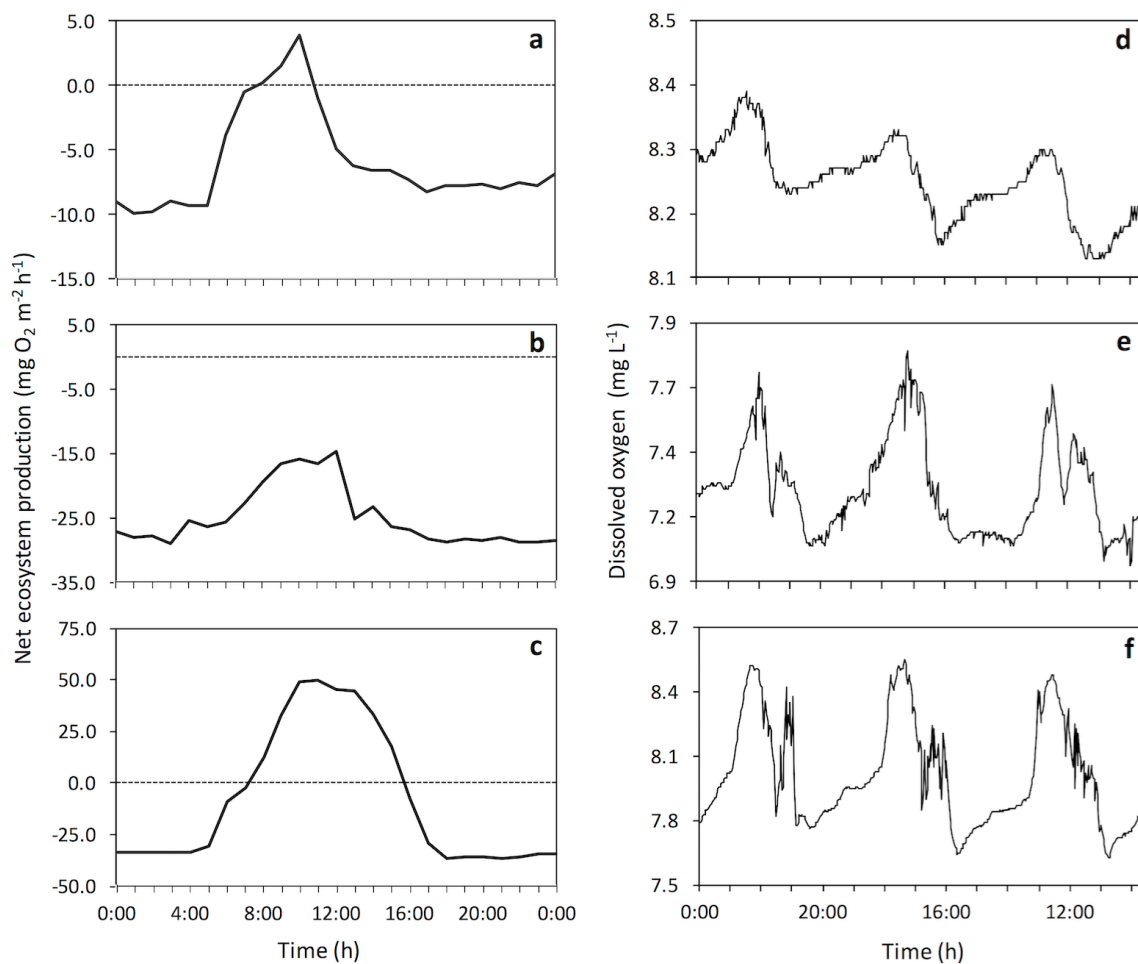 5.0
0.0
-5.0
-10.0
-15.0
a
5.0
-5.0
-15.0
-25.0
-35.0
b
75.0
50.0
25.0
0.0
-25.0
-50.0
c
0:00 4:00 8:00 12:00 16:00 20:00 0:00
Time (h)
Net ecosystem production (mg O₂ m⁻² h⁻¹)
8.5
8.4
8.3
8.2
8.1
d
7.9
7.7
7.4
7.2
6.9
e
8.7
8.4
8.1
7.8
7.5
f
0:00 20:00 16:00 12:00
Time (h)
Dissolved oxygen (mg L⁻¹)